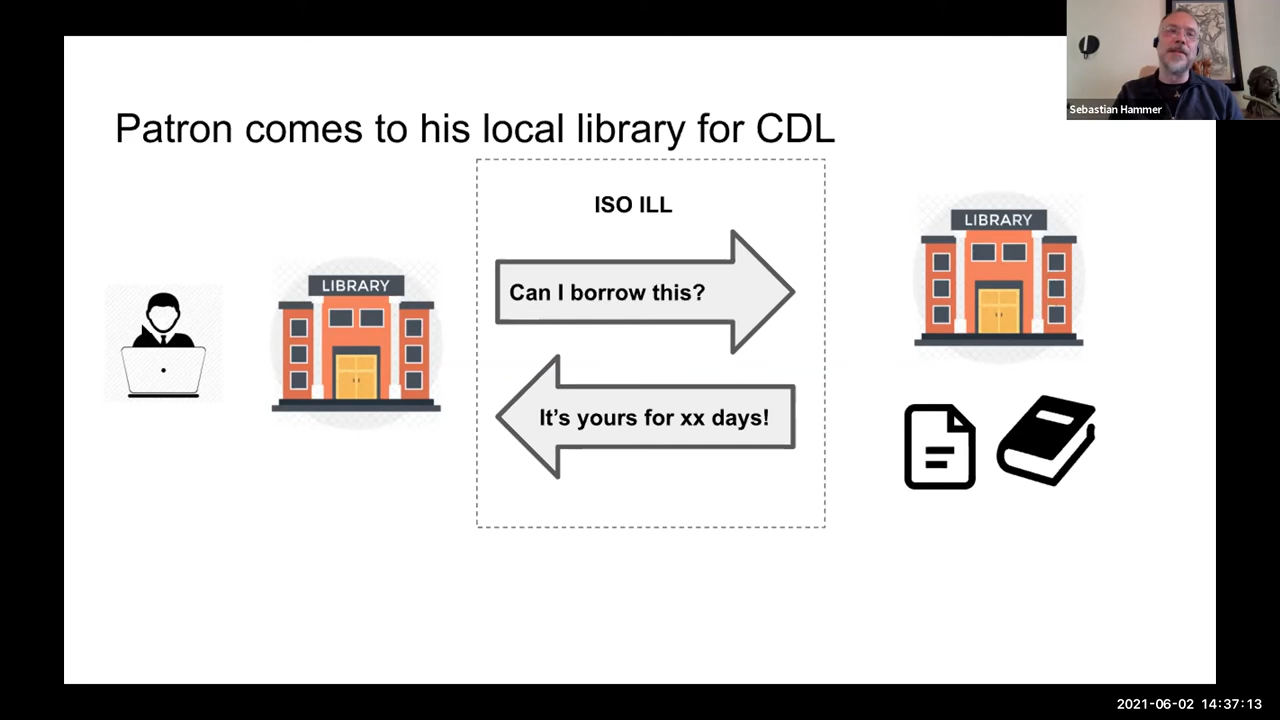 Sebastian Hammer
Patron comes to his local library for CDL
ISO ILL
LIBRARY
Can I borrow this?
LIBRARY
It's yours for xx days!
2021-06-02 14:37:13